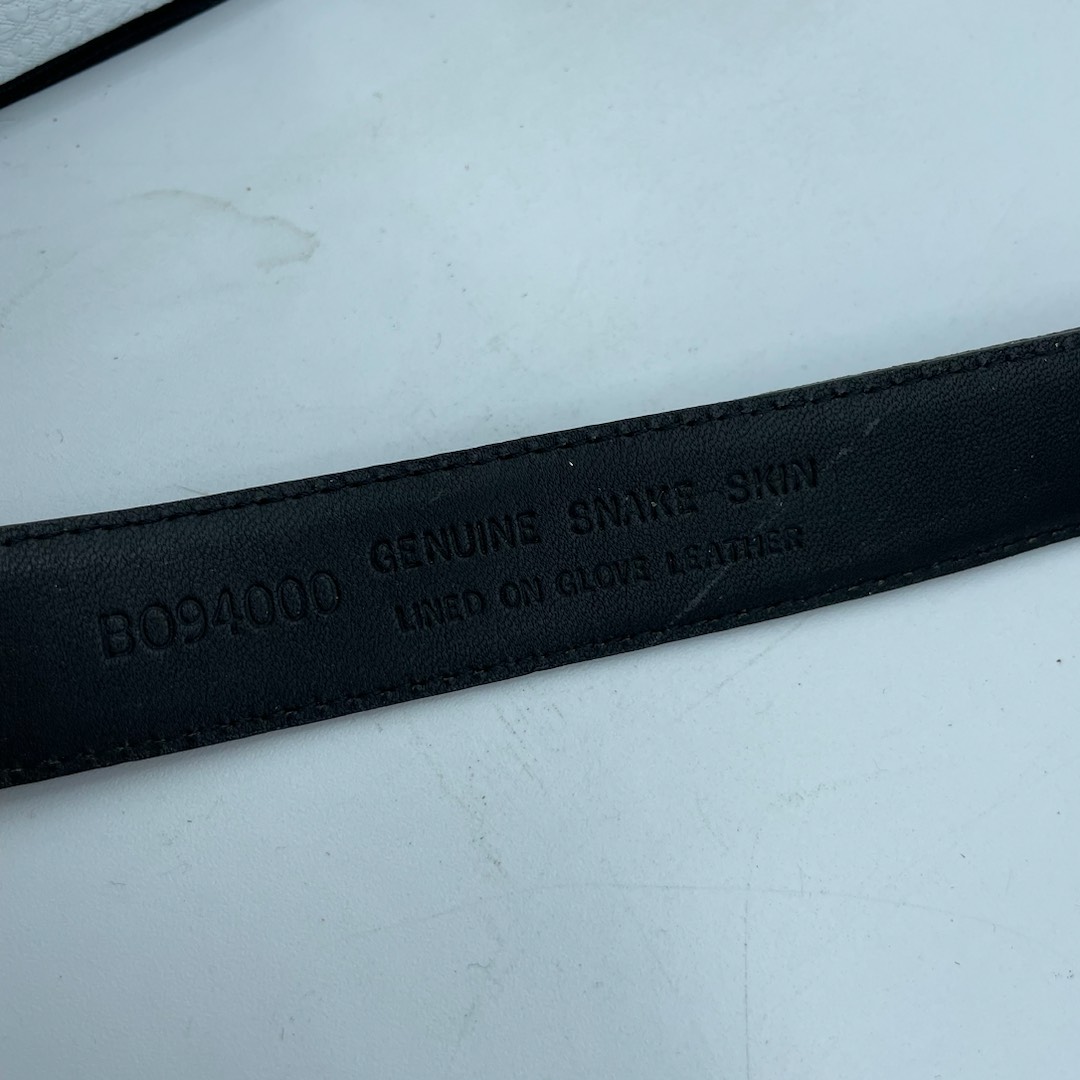 BO94000
GENUINE SNAKE SKIN
LINED ON GLOVE LEATHER